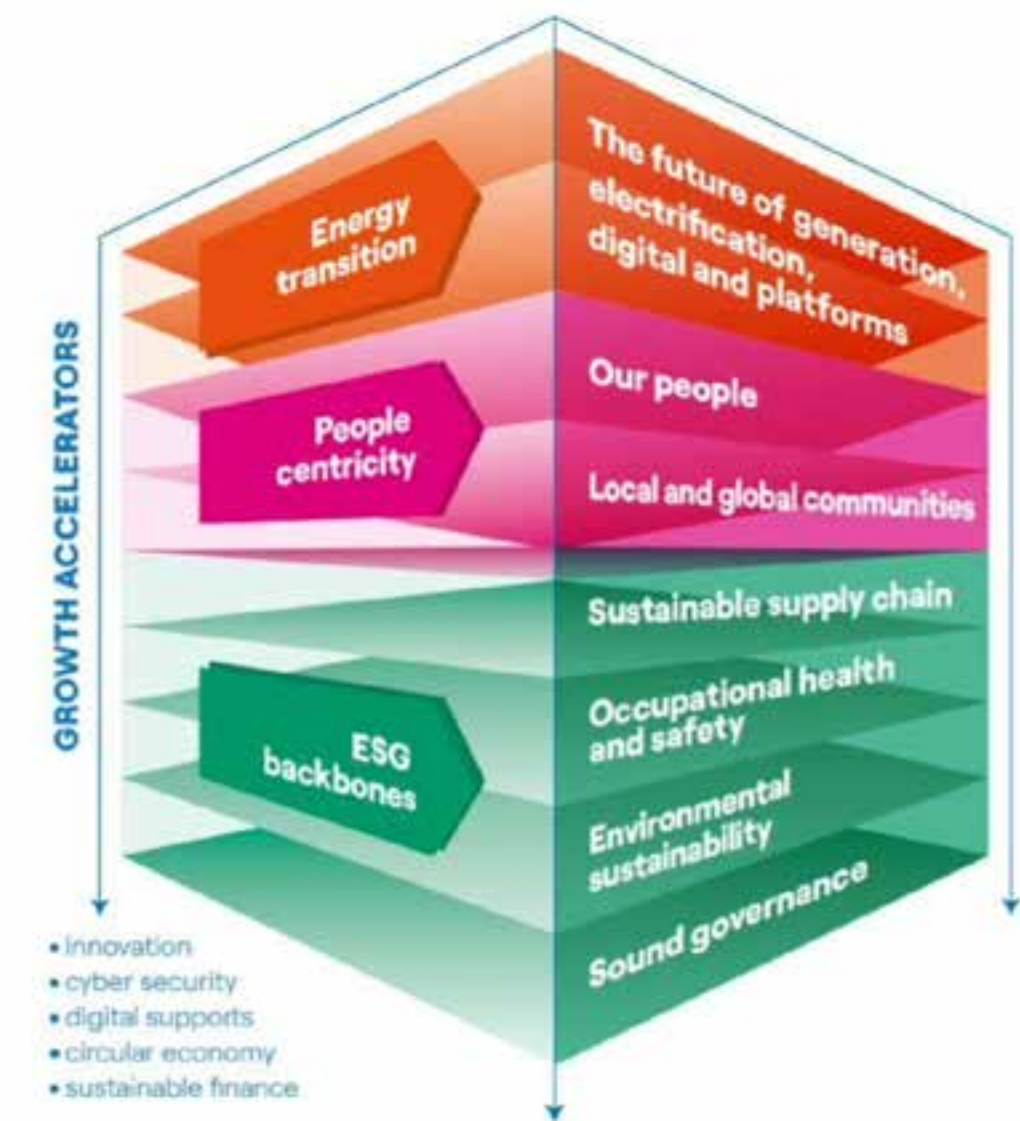 GROWTH ACCELERATORS
Energy
transition
The future of generation,
electrification,
digital and platforms
People
centricity
Our people
Local and global communities
ESG
backbones
Sustainable supply chain
Occupational health
and safety
Environmental
sustainability
Sound governance
• innovation
• cyber security
• digital supports
• circular economy
• sustainable finance